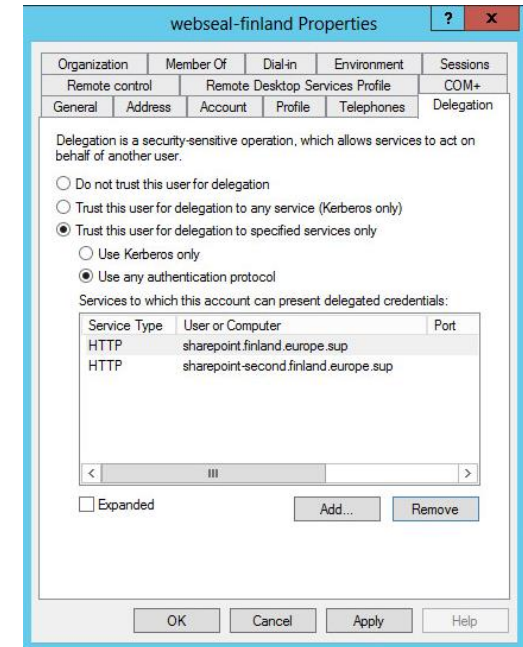 webseal-finland Properties
?
x
Organization
Member Of
Dial-in
Environment
Sessions
Remote control
Remote Desktop Services Profile
COM+
General
Address
Account
Profile
Telephones
Delegation
Delegation is a security-sensitive operation, which allows services to act on
behalf of another user.
Do not trust this user for delegation
Trust this user for delegation to any service (Kerberos only)
Trust this user for delegation to specified services only
Use Kerberos only
Use any authentication protocol
Services to which this account can present delegated credentials:
Service Type
User or Computer
Port
HTTP
sharepoint.finland.europe.sup
HTTP
sharepoint-second.finland.europe.sup
Expanded
Add...
Remove
OK
Cancel
Apply
Help